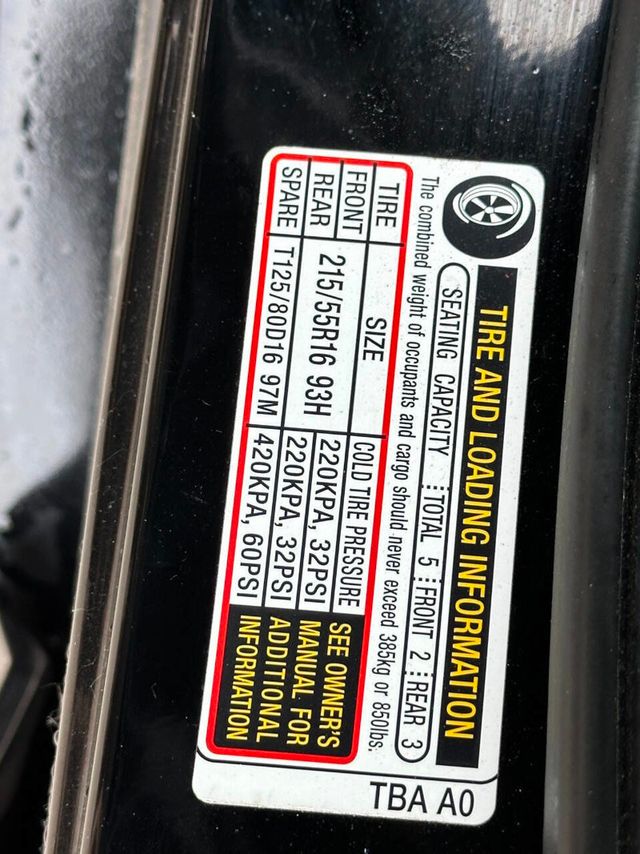 TIRE AND LOADING INFORMATION
SEATING CAPACITY TOTAL 5 FRONT 2 REAR 3
The combined weight of occupants and cargo should never exceed 385kg or 850lbs.
TIRE SIZE COLD TIRE PRESSURE
FRONT 215/55R16 93H 220KPA, 32PSI
REAR 220KPA, 32PSI
SPARE T125/80D16 97M 420KPA, 60PSI
SEE OWNER'S
MANUAL FOR
ADDITIONAL
INFORMATION
TBA A0